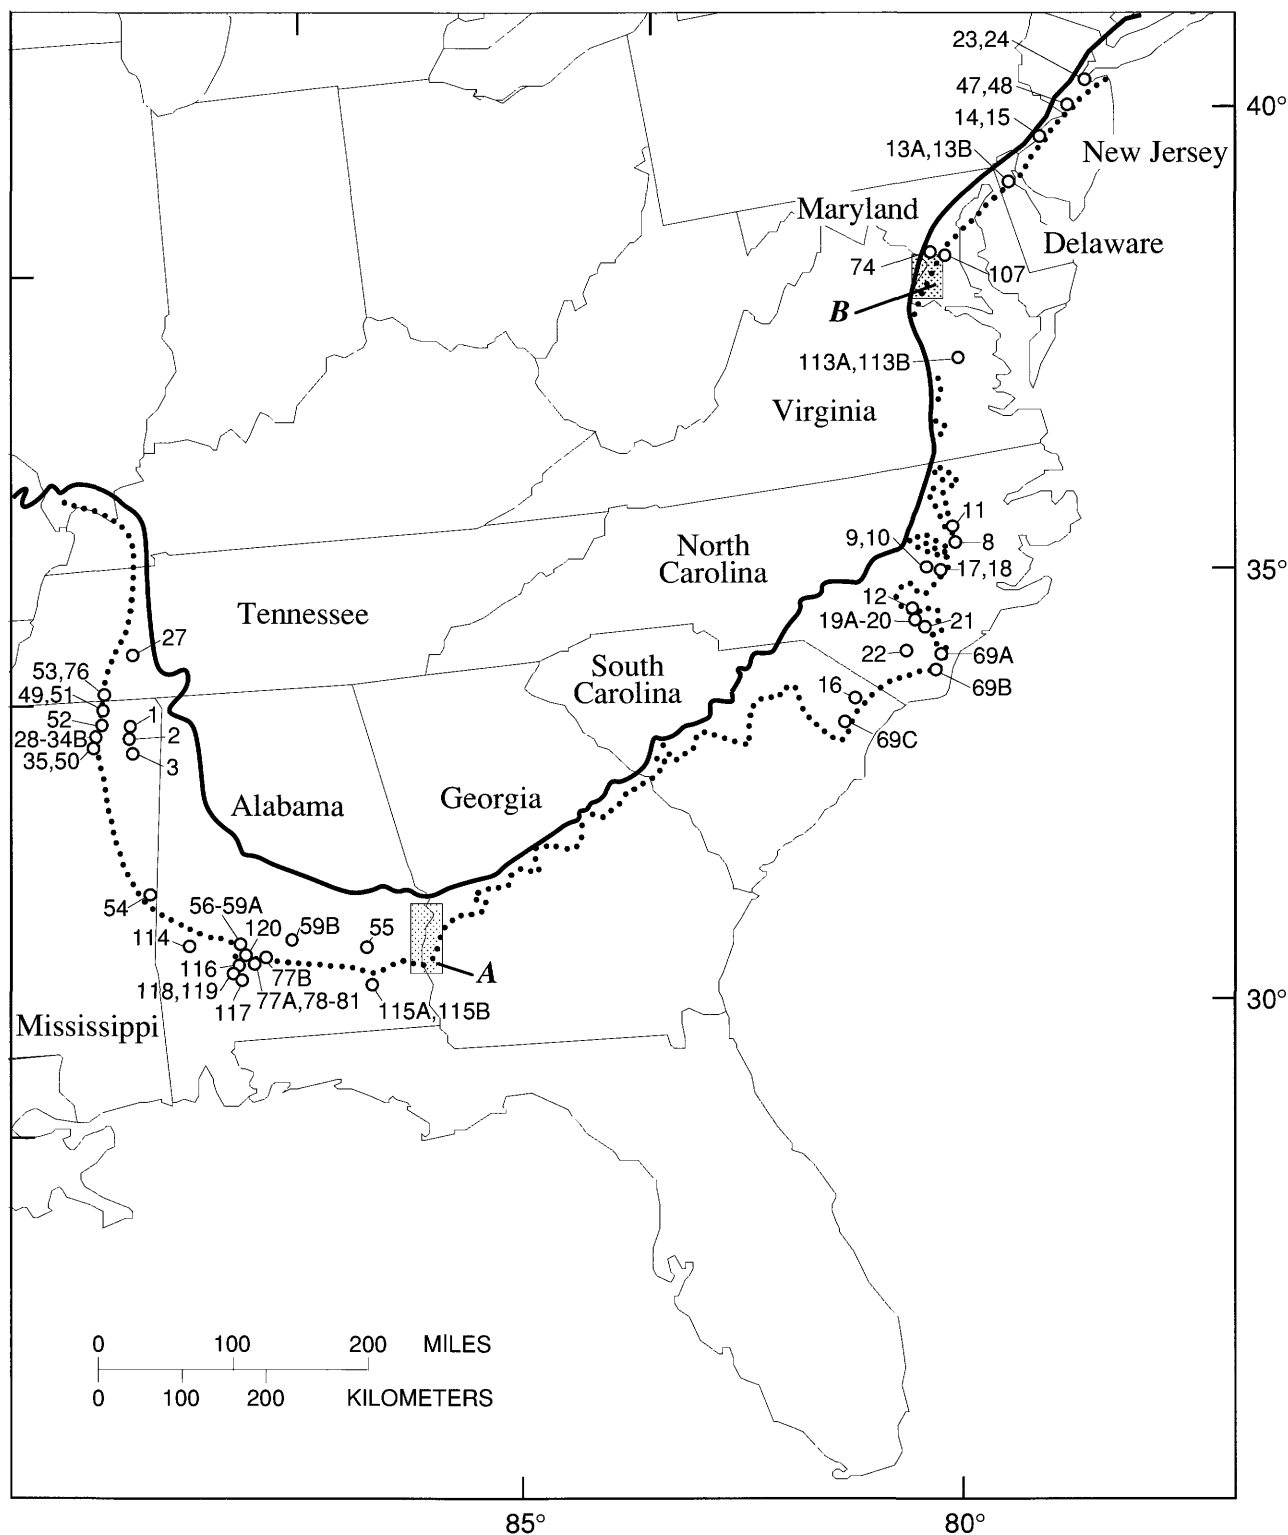 23,24
47,48
40°
14,15
13A,13B
New Jersey
Maryland
Delaware
74
107
B
113A,113B
Virginia
11
9,10
8
North
Carolina
17,18
35°
12
Tennessee
19A-20
21
27
22
69A
South
Carolina
53,76
16
69B
49,51
52
1
28-34B
2
69C
35,50
3
Alabama
Georgia
54
56-59A
120
59B
55
114
116
77B
A
118,119
77A,78-81
117
115A,115B
30°
Mississippi
0 100 200 MILES
0 100 200 KILOMETERS
85°
80°